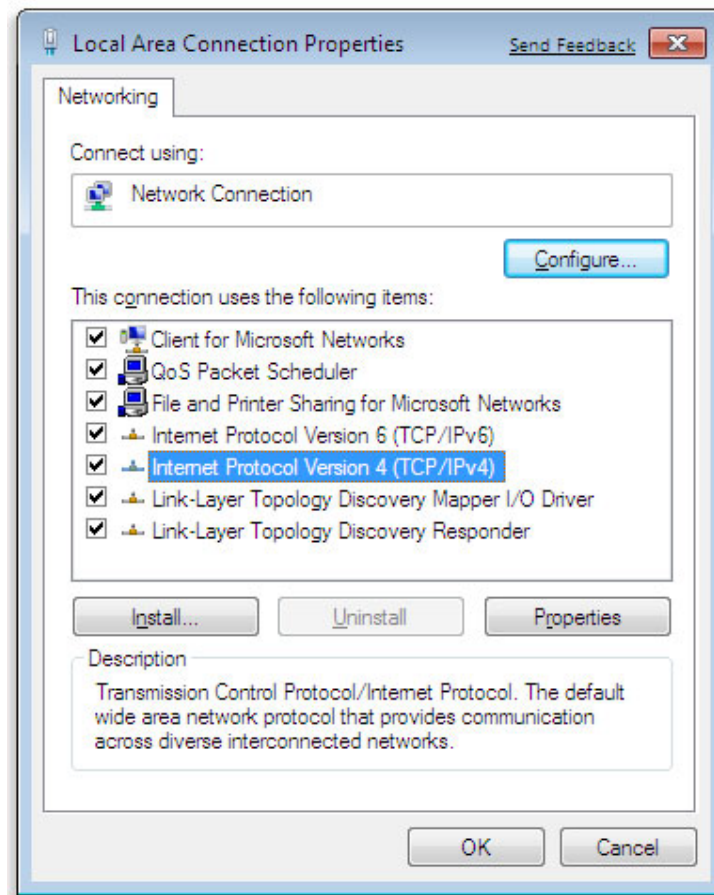 Local Area Connection Properties
Send Feedback
Networking
Connect using:
Network Connection
Configure...
This connection uses the following items:
Client for Microsoft Networks
QoS Packet Scheduler
File and Printer Sharing for Microsoft Networks
Internet Protocol Version 6 (TCP/IPv6)
Internet Protocol Version 4 (TCP/IPv4)
Link-Layer Topology Discovery Mapper I/O Driver
Link-Layer Topology Discovery Responder
Install...
Uninstall
Properties
Description
Transmission Control Protocol/Internet Protocol. The default
wide area network protocol that provides communication
across diverse interconnected networks.
OK
Cancel